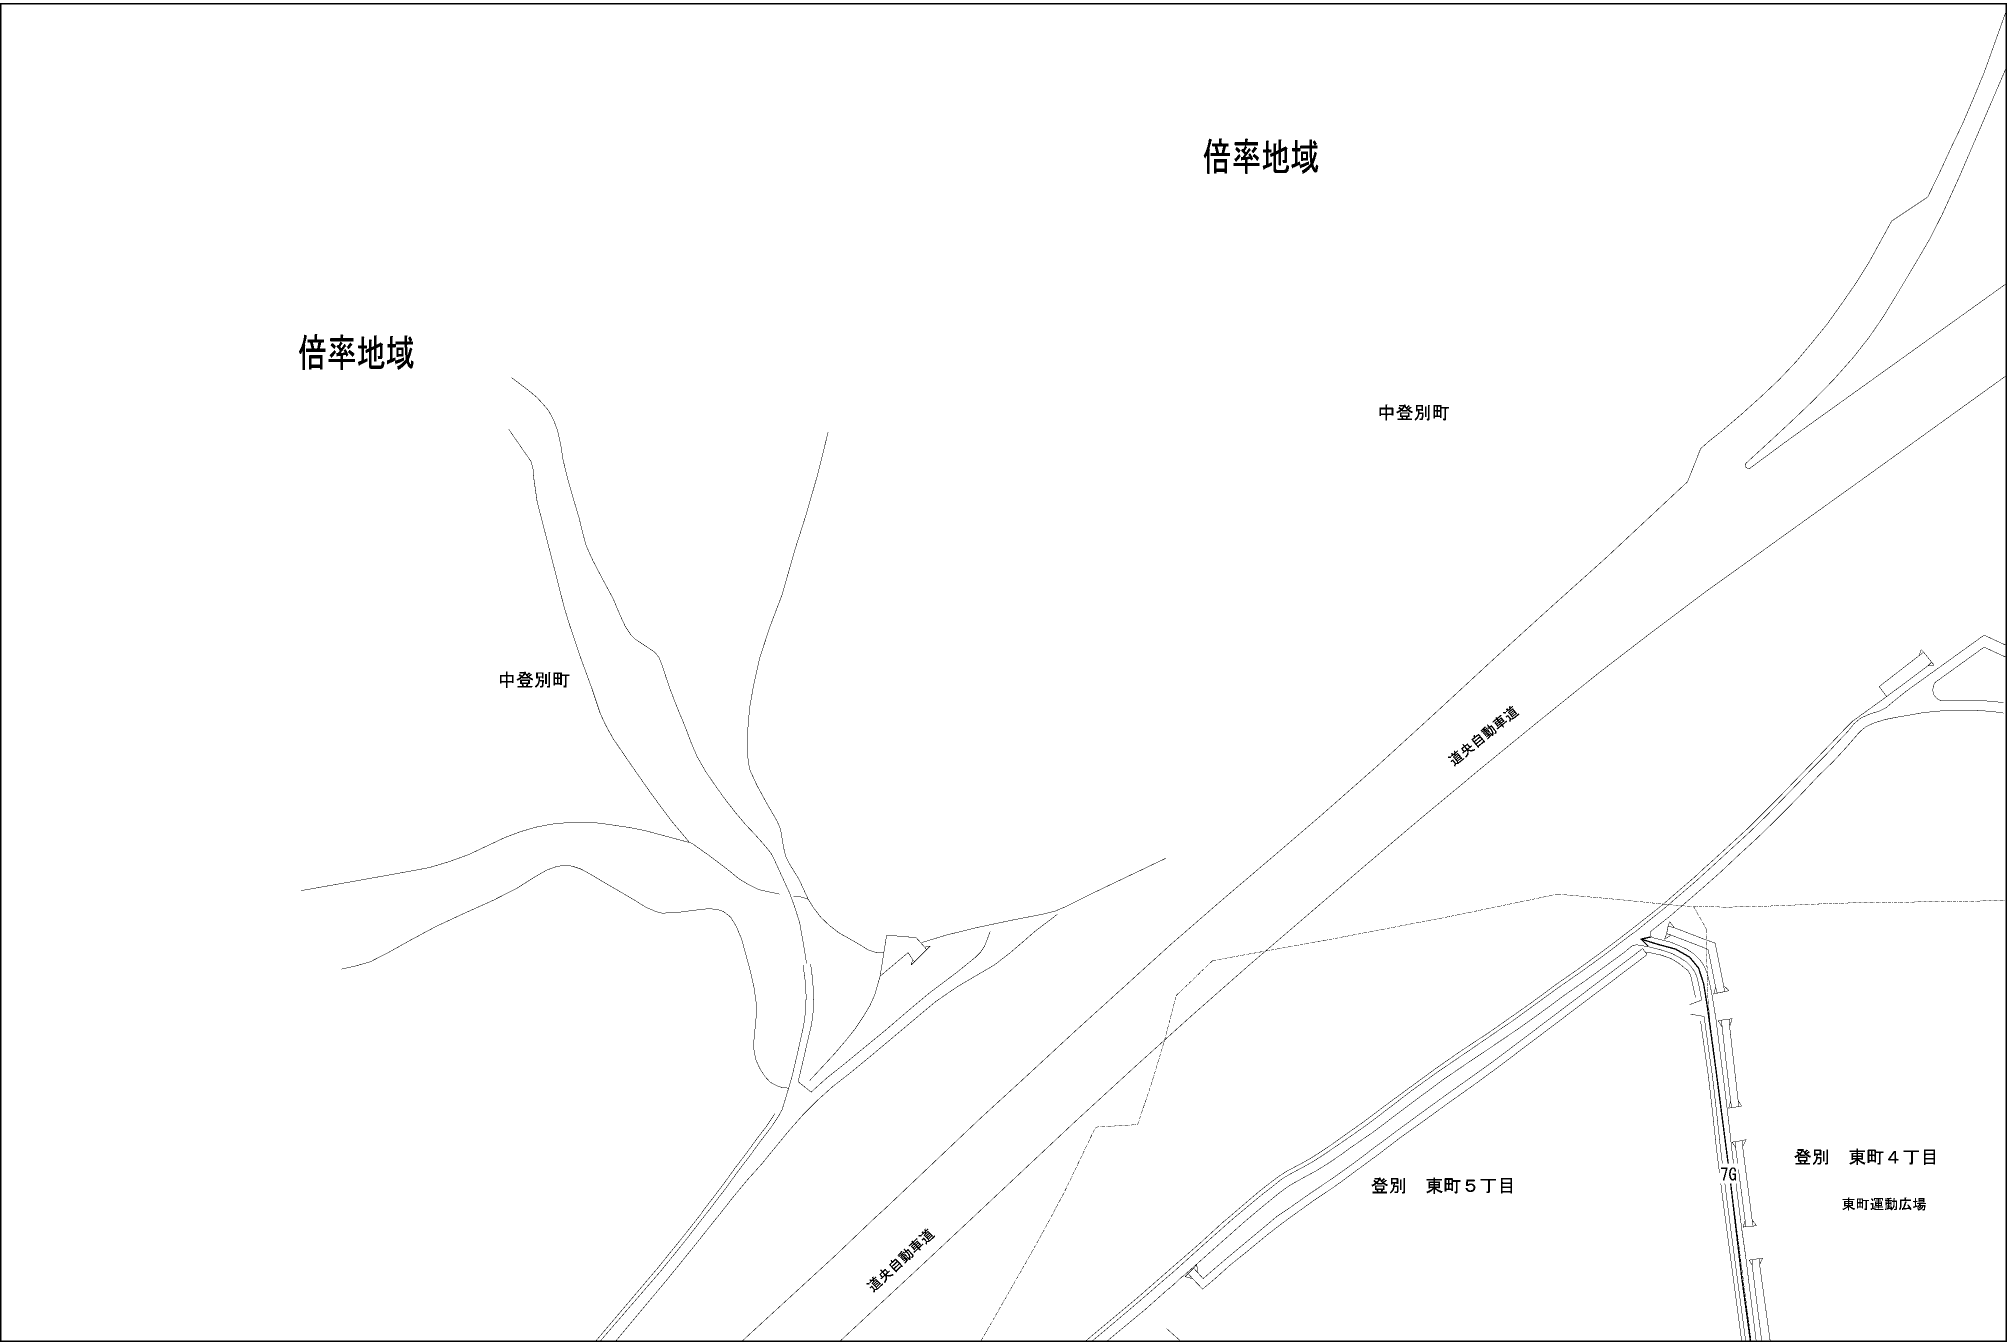 倍率地域
倍率地域
中登別町
中登別町
道央自動車道
登別　東町４丁目
7G
登別　東町５丁目
東町運動広場
道央自動車道